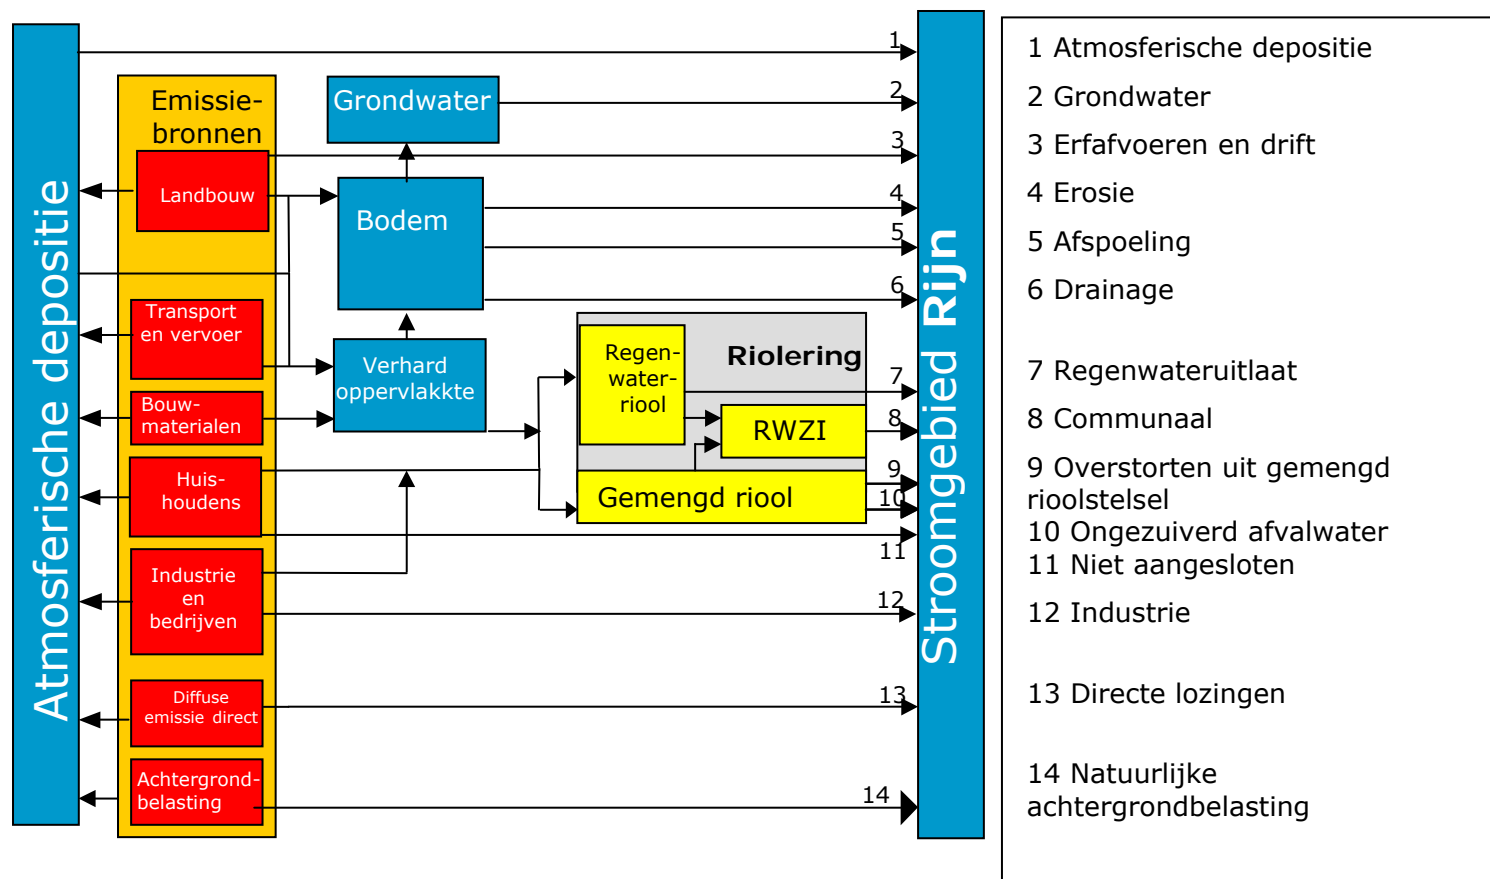 Atmosferische depositie
Emissie-
bronnen
Landbouw
Transport
en vervoer
Bouw-
materialen
Huis-
houdens
Industrie
en
bedrijven
Diffuse
emissie direct
Achtergrond-
belasting
Grondwater
Bodem
Verhard
oppervlakkte
Regen-
water-
riool
Riolering
RWZI
Gemengd riool
1
2
3
4
5
6
7
8
9
10
11
12
13
14
Stroomgebied Rijn
1 Atmosferische depositie
2 Grondwater
3 Erfafvoeren en drift
4 Erosie
5 Afspoeling
6 Drainage
7 Regenwateruitlaat
8 Communaal
9 Overstorten uit gemengd
rioolstelsel
10 Ongezuiverd afvalwater
11 Niet aangesloten
12 Industrie
13 Directe lozingen
14 Natuurlijke
achtergrondbelasting